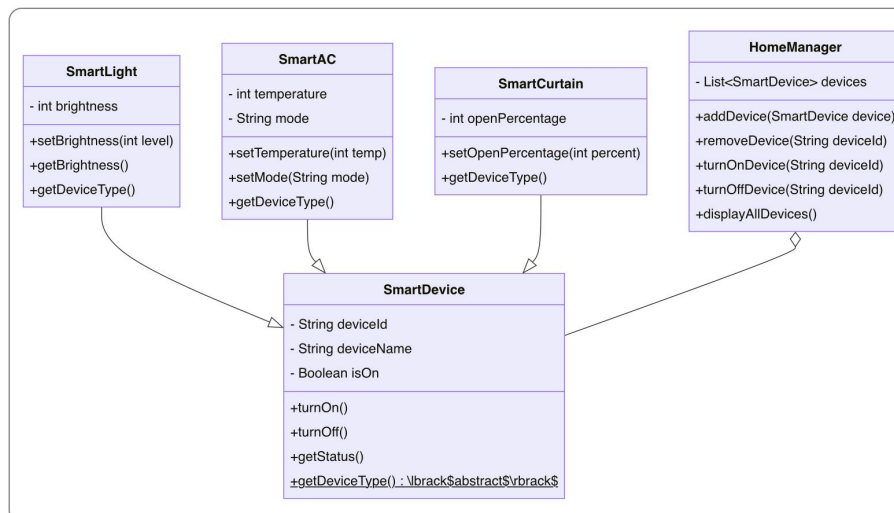 SmartLight
- int brightness
+setBrightness(int level)
+getBrightness()
+getDeviceType()
SmartAC
- int temperature
- String mode
+setTemperature(int temp)
+setMode(String mode)
+getDeviceType()
SmartCurtain
- int openPercentage
+setOpenPercentage(int percent)
+getDeviceType()
HomeManager
- List<SmartDevice> devices
+addDevice(SmartDevice device)
+removeDevice(String deviceId)
+turnOnDevice(String deviceId)
+turnOffDevice(String deviceId)
+displayAllDevices()
SmartDevice
- String deviceId
- String deviceName
- Boolean isOn
+turnOn()
+turnOff()
+getStatus()
+getDeviceType() : \lbrack$abstract$\rbrack$